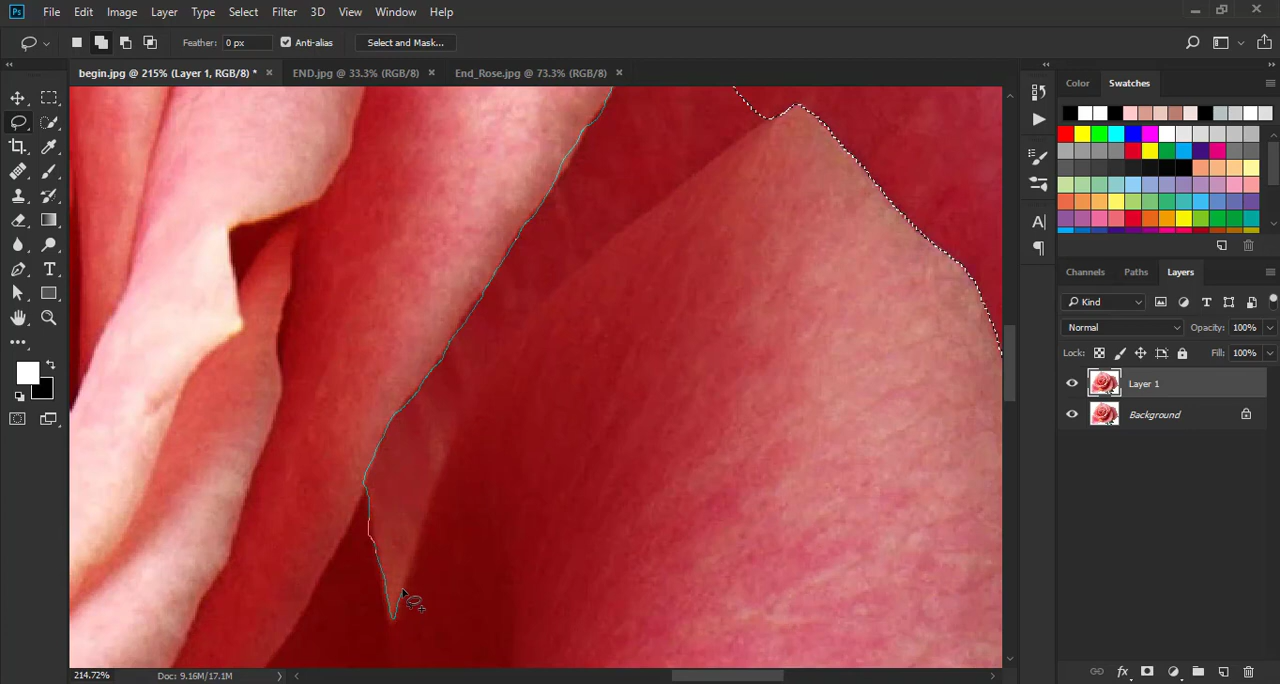 Ps File Edit Image Layer Type Select Filter 3D View Window Help
Feather: 0 px Anti-alias Select and Mask...
begin.jpg @ 215% (Layer 1, RGB/8) * END.jpg @ 33.3% (RGB/8) End_Rose.jpg @ 73.3% (RGB/8)
Color Swatches
Channels Paths Layers
Kind
Normal Opacity: 100%
Lock: Fill: 100%
Layer 1
Background
214.72% Doc: 9.16M/17.1M